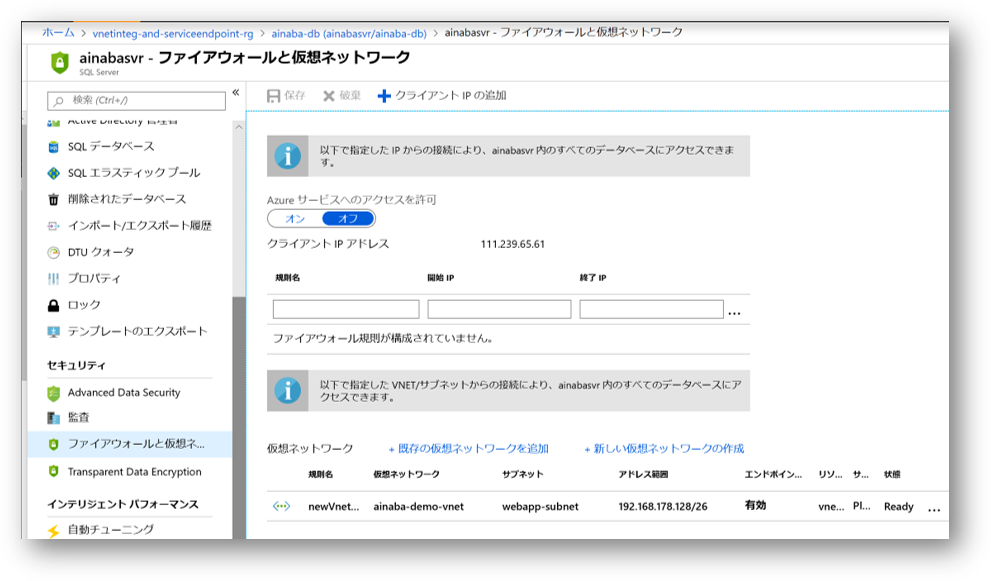 ホーム > vnetinteg-and-serviceendpoint-rg > ainaba-db (ainabasvr/ainaba-db) > ainabasvr - ファイアウォールと仮想ネットワーク
ainabasvr - ファイアウォールと仮想ネットワーク
SQL Server
検索 (Ctrl+/)
«
Active Directory 管理者
SQL データベース
SQL エラスティック プール
削除されたデータベース
インポート/エクスポート履歴
DTU クォータ
プロパティ
ロック
テンプレートのエクスポート
セキュリティ
Advanced Data Security
監査
ファイアウォールと仮想ネ...
Transparent Data Encryption
インテリジェント パフォーマンス
自動チューニング
保存 破棄 クライアント IP の追加
以下で指定した IP からの接続により、ainabasvr 内のすべてのデータベースにアクセスできま
す。
Azure サービスへのアクセスを許可
オン オフ
クライアント IP アドレス 111.239.65.61
規則名 開始 IP 終了 IP
...
ファイアウォール規則が構成されていません。
以下で指定した VNET/サブネットからの接続により、ainabasvr 内のすべてのデータベースにア
クセスできます。
仮想ネットワーク + 既存の仮想ネットワークを追加 + 新しい仮想ネットワークの作成
規則名 仮想ネットワーク サブネット アドレス範囲 エンドポイン... リソ... サ... 状態
newVnet... ainaba-demo-vnet webapp-subnet 192.168.178.128/26 有効 vne... Pl... Ready ...